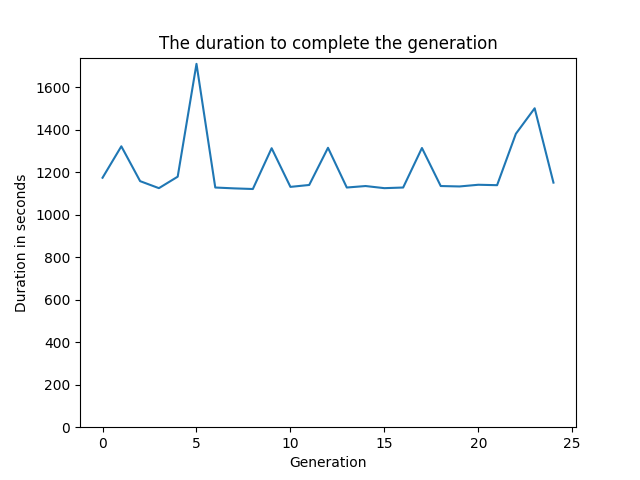 The duration to complete the generation
1600
1400
1200
1000
800
600
400
200
0
Duration in seconds
0 5 10 15 20 25
Generation